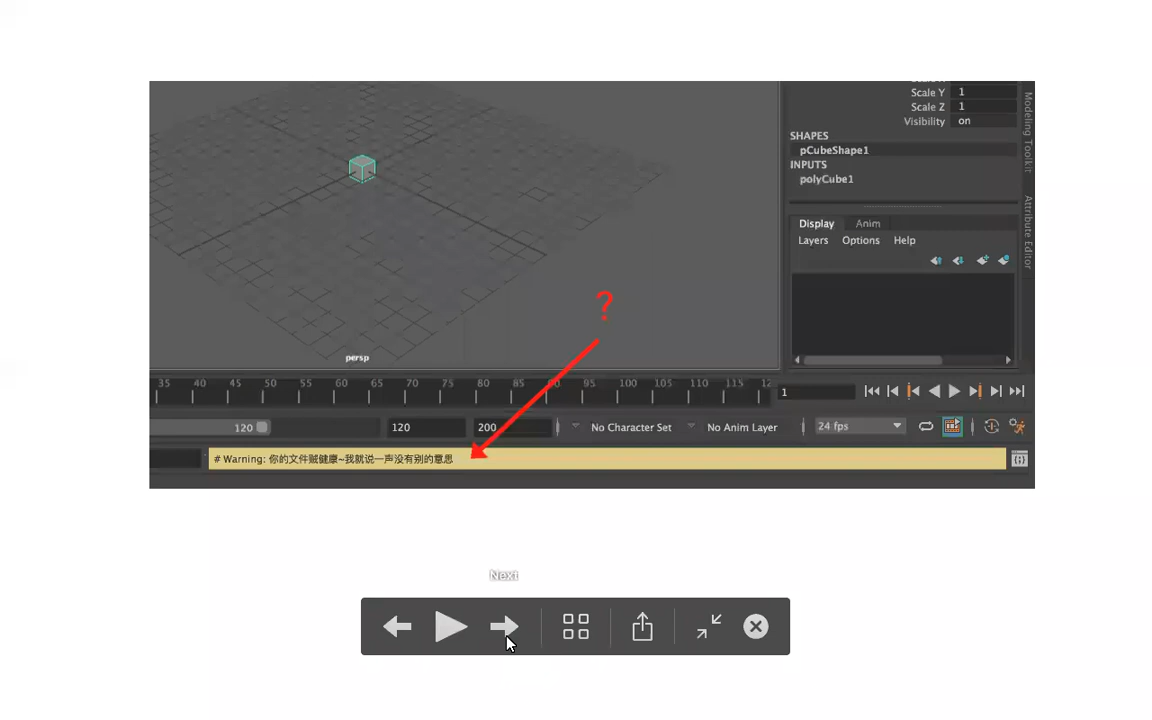 Scale Y 1
Scale Z 1
Visibility on
SHAPES
pCubeShape1
INPUTS
polyCube1
Modeling Toolkit
Attribute Editor
Display Anim
Layers Options Help
?
persp
35 40 45 50 55 60 65 70 75 80 85 95 100 105 110 115 12
1
120 120 200 No Character Set No Anim Layer 24 fps
# Warning: 你的文件贼健康~我就说一声没有别的意思
Next